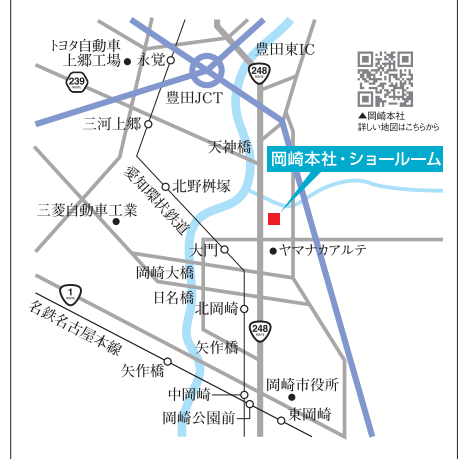 トヨタ自動車
上郷工場
永覚
豊田東IC
248
239
豊田JCT
▲岡崎本社
詳しい地図はこちらから
三河上郷
天神橋
岡崎本社・ショールーム
愛知環状鉄道
北野桝塚
三菱自動車工業
大門
ヤマナカアルテ
岡崎大橋
1
日名橋
北岡崎
名鉄名古屋本線
248
矢作橋
矢作橋
岡崎市役所
中岡崎
岡崎公園前
東岡崎